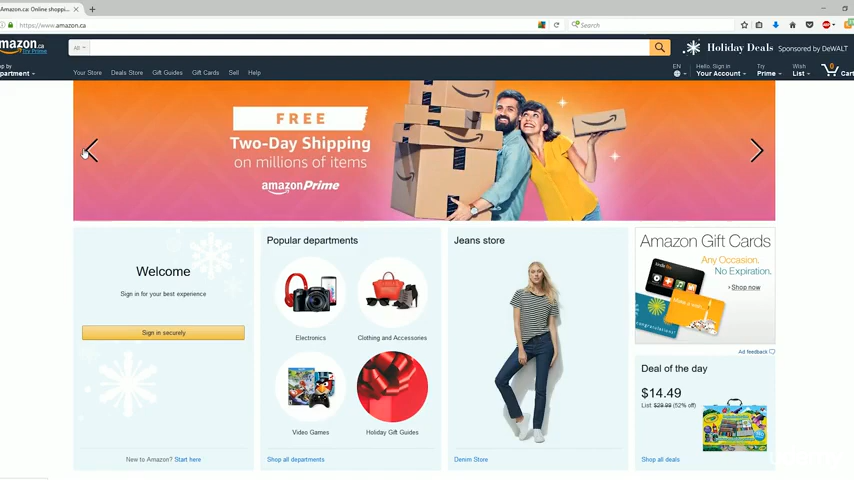 Amazon.ca: Online shoppi...
https://www.amazon.ca
Search
amazon.ca
Try Prime
All
Holiday Deals Sponsored by DeWALT
Your Store Deals Store Gift Guides Gift Cards Sell Help
EN
Hello. Sign in
Your Account
Try
Prime
Wish
List
0
Cart
FREE
Two-Day Shipping
on millions of items
amazonPrime
Welcome
Sign in for your best experience
Sign in securely
New to Amazon? Start here
Popular departments
Electronics
Clothing and Accessories
Video Games
Holiday Gift Guides
Shop all departments
Jeans store
Denim Store
Amazon Gift Cards
Any Occasion.
No Expiration.
Shop now
Ad feedback
Deal of the day
$14.49
List: $29.99 (52% off)
Shop all deals